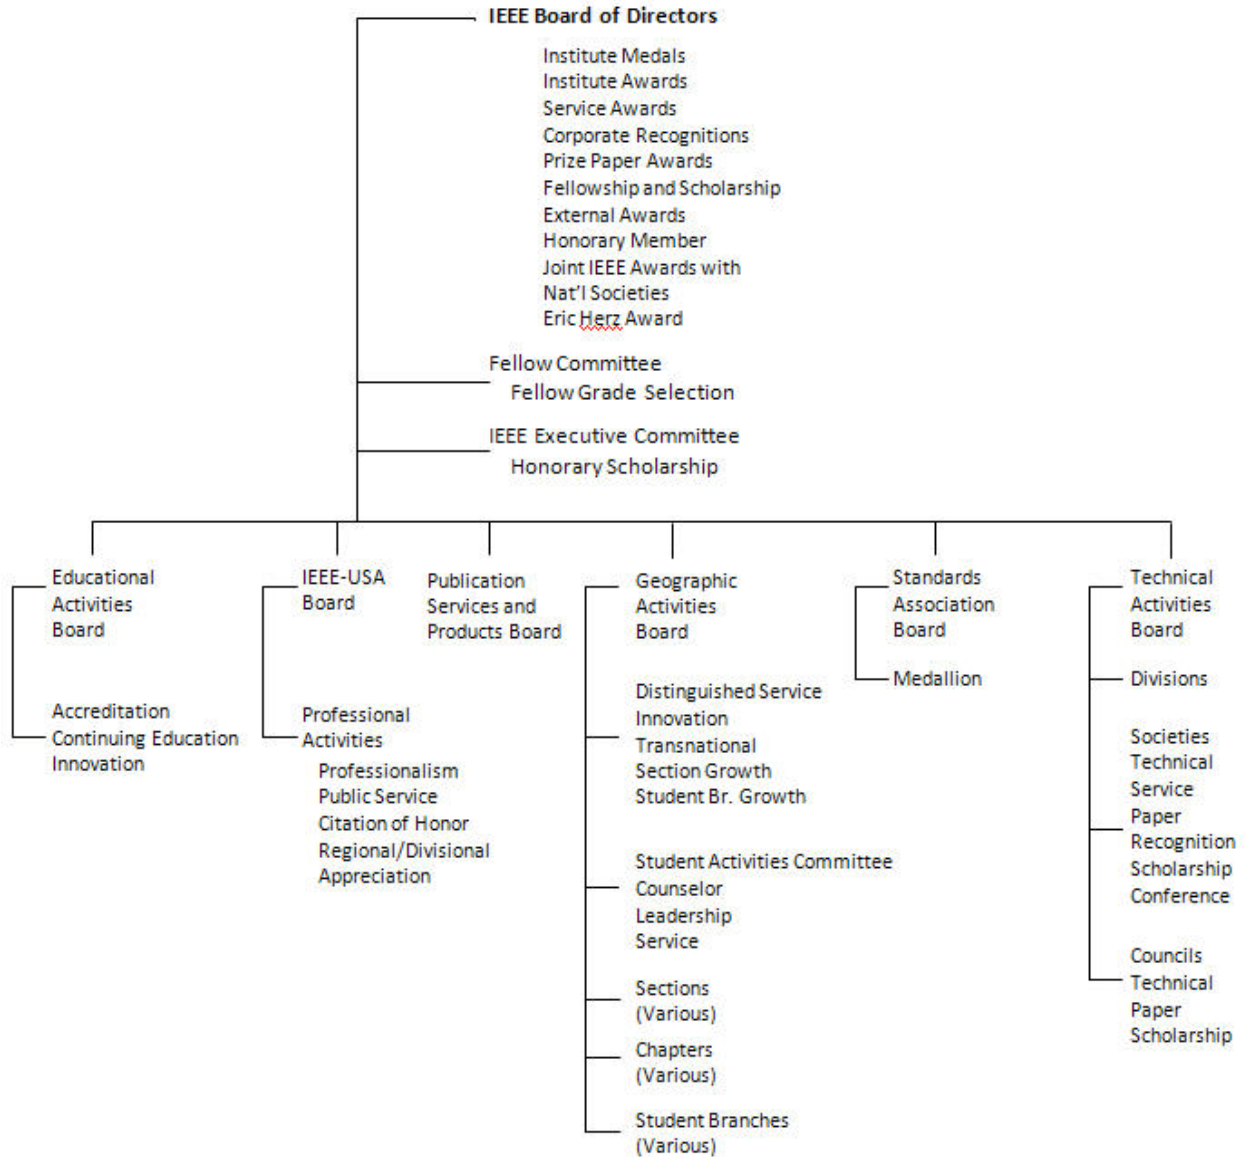 IEEE Board of Directors
Institute Medals
Institute Awards
Service Awards
Corporate Recognitions
Prize Paper Awards
Fellowship and Scholarship
External Awards
Honorary Member
Joint IEEE Awards with
Nat'l Societies
Eric Herz Award
Fellow Committee
Fellow Grade Selection
IEEE Executive Committee
Honorary Scholarship
Educational
Activities
Board
Accreditation
Continuing Education
Innovation
IEEE-USA
Board
Professional
Activities
Professionalism
Public Service
Citation of Honor
Regional/Divisional
Appreciation
Publication
Services and
Products Board
Geographic
Activities
Board
Distinguished Service
Innovation
Transnational
Section Growth
Student Br. Growth
Student Activities Committee
Counselor
Leadership
Service
Sections
(Various)
Chapters
(Various)
Student Branches
(Various)
Standards
Association
Board
Medallion
Technical
Activities
Board
Divisions
Societies
Technical
Service
Paper
Recognition
Scholarship
Conference
Councils
Technical
Paper
Scholarship